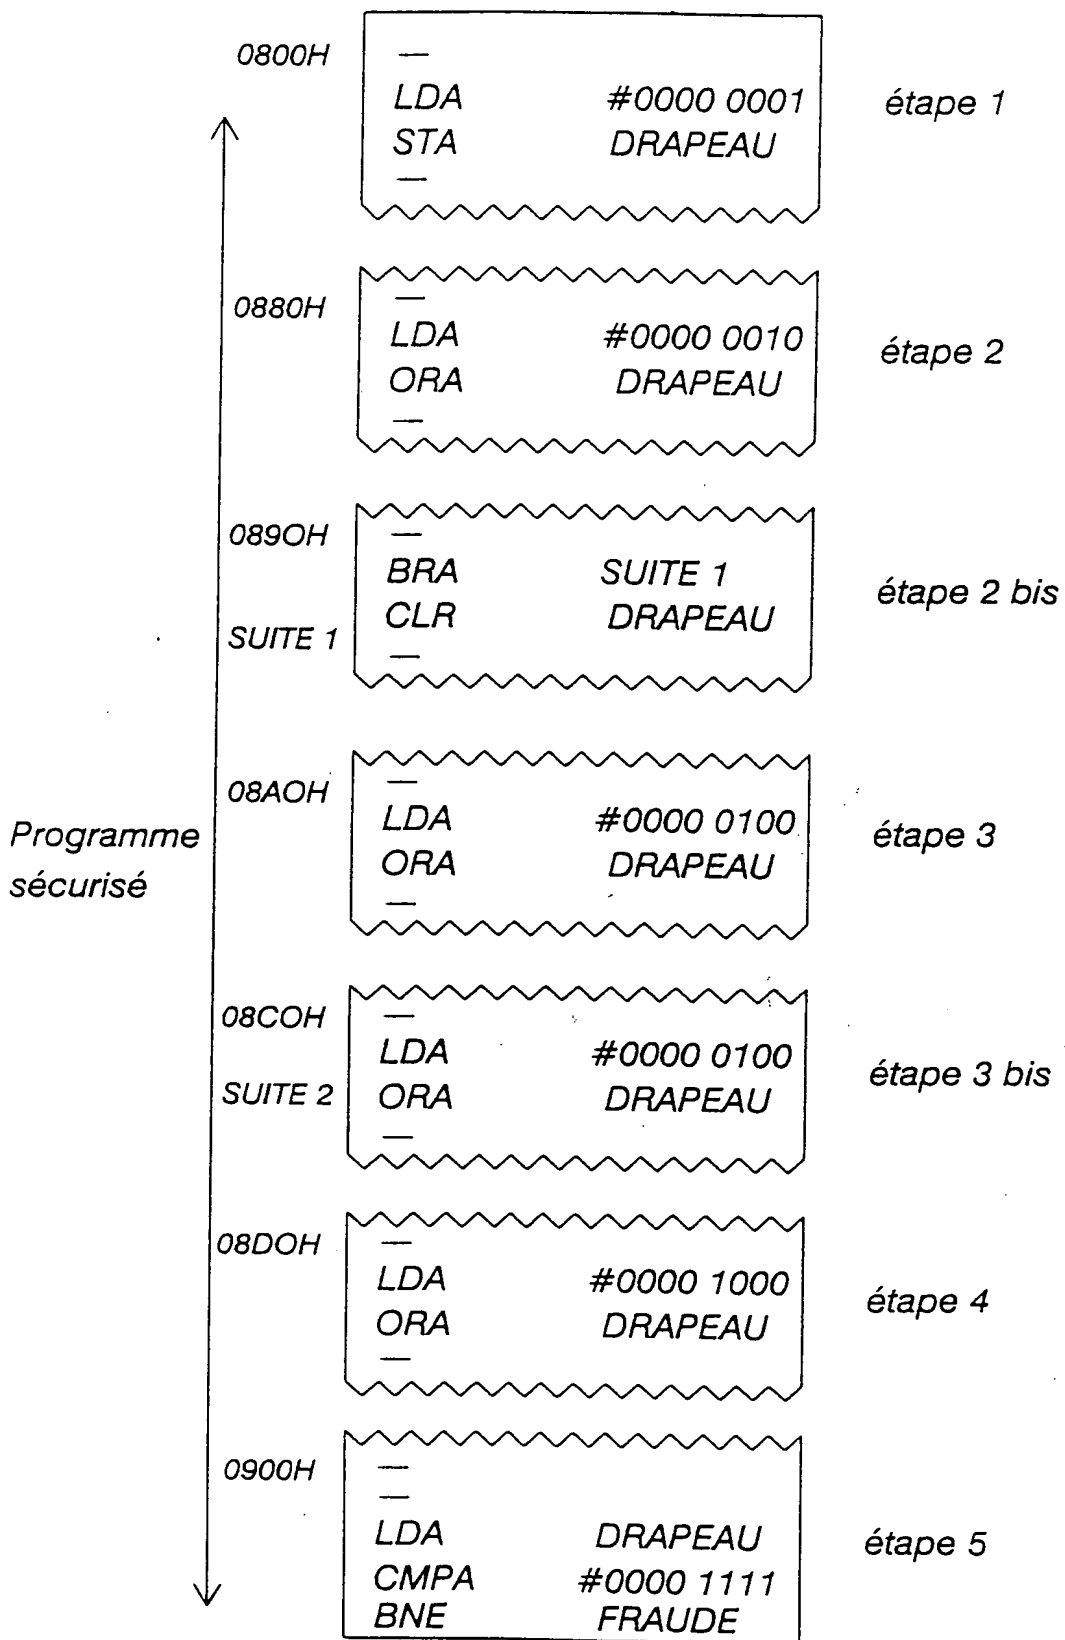 0800H
—
LDA #0000 0001 étape 1
STA DRAPEAU
—
0880H
—
LDA #0000 0010 étape 2
ORA DRAPEAU
—
089OH
—
BRA SUITE 1 étape 2 bis
CLR DRAPEAU
SUITE 1
—
08AOH
—
LDA #0000 0100 étape 3
ORA DRAPEAU
—
Programme
sécurisé
08COH
—
LDA #0000 0100 étape 3 bis
SUITE 2 ORA DRAPEAU
—
08DOH
—
LDA #0000 1000 étape 4
ORA DRAPEAU
—
0900H
—
—
LDA DRAPEAU étape 5
CMPA #0000 1111
BNE FRAUDE